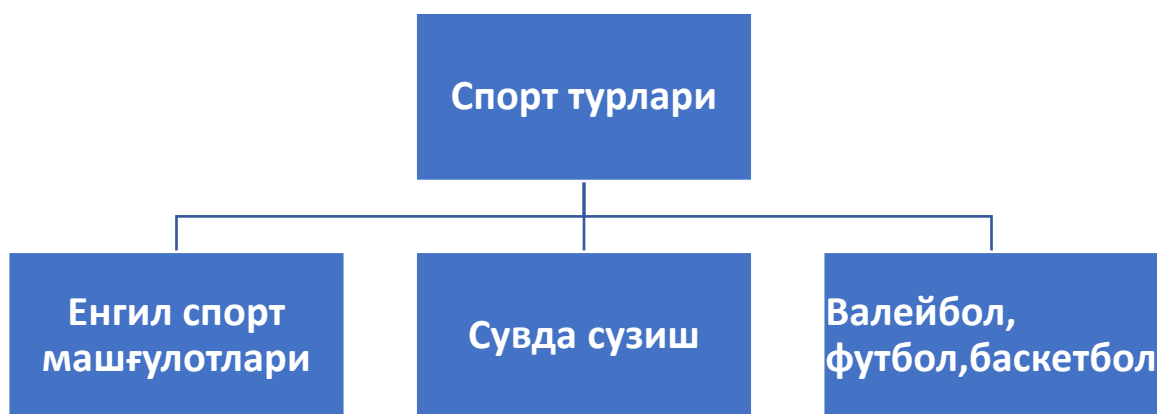 Спорт турлари
Енгил спорт
машғулотлари
Сувда сузиш
Валейбол,
футбол,баскетбол